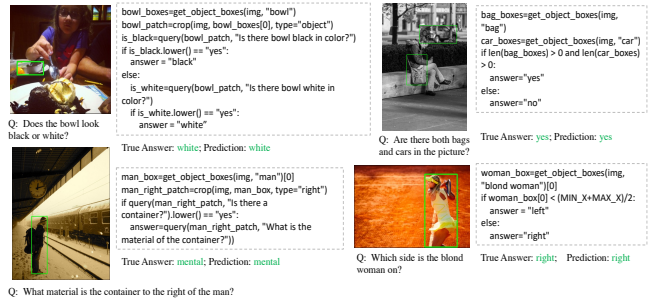 bowl_boxes=get_object_boxes(img, "bowl")
bowl_patch=crop(img, bowl_boxes[0], type="object")
is_black=query(bowl_patch, "Is there bowl black in color?")
if is_black.lower() == "yes":
answer = "black"
else:
is_white=query(bowl_patch, "Is there bowl white in
color?")
if is_white.lower() == "yes":
answer = "white"
Q: Does the bowl look
black or white?
True Answer: white; Prediction: white
bag_boxes=get_object_boxes(img,
"bag")
car_boxes=get_object_boxes(img, "car")
if len(bag_boxes) > 0 and len(car_boxes)
> 0:
answer="yes"
else:
answer="no"
Q: Are there both bags
and cars in the picture?
True Answer: yes; Prediction: yes
man_box=get_object_boxes(img, "man")[0]
man_right_patch=crop(img, man_box, type="right")
if query(man_right_patch, "Is there a
container?").lower() == "yes":
answer=query(man_right_patch, "What is the
material of the container?"))
True Answer: mental; Prediction: mental
Q: What material is the container to the right of the man?
woman_box=get_object_boxes(img,
"blond woman")[0]
if woman_box[0] < (MIN_X+MAX_X)/2:
answer = "left"
else:
answer="right"
Q: Which side is the blond
woman on?
True Answer: right; Prediction: right